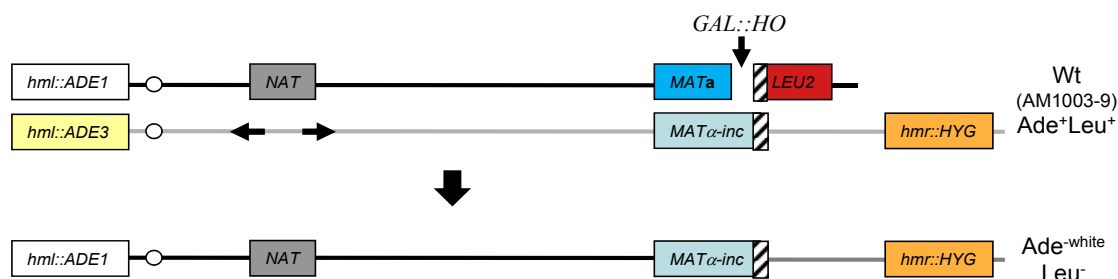 GAL::HO
hml::ADE1 NAT MATa LEU2 Wt
(AM1003-9)
hml::ADE3 MATα-inc hmr::HYG Ade⁺Leu⁺
hml::ADE1 NAT MATα-inc hmr::HYG Ade⁻ʷʰⁱᵗᵉ
Leu⁻